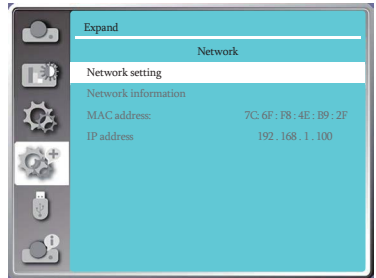 Expand
Network
Network setting
Network information
MAC address: 7C: 6F : F8 : 4E : B9 : 2F
IP address 192 . 168 . 1 . 100